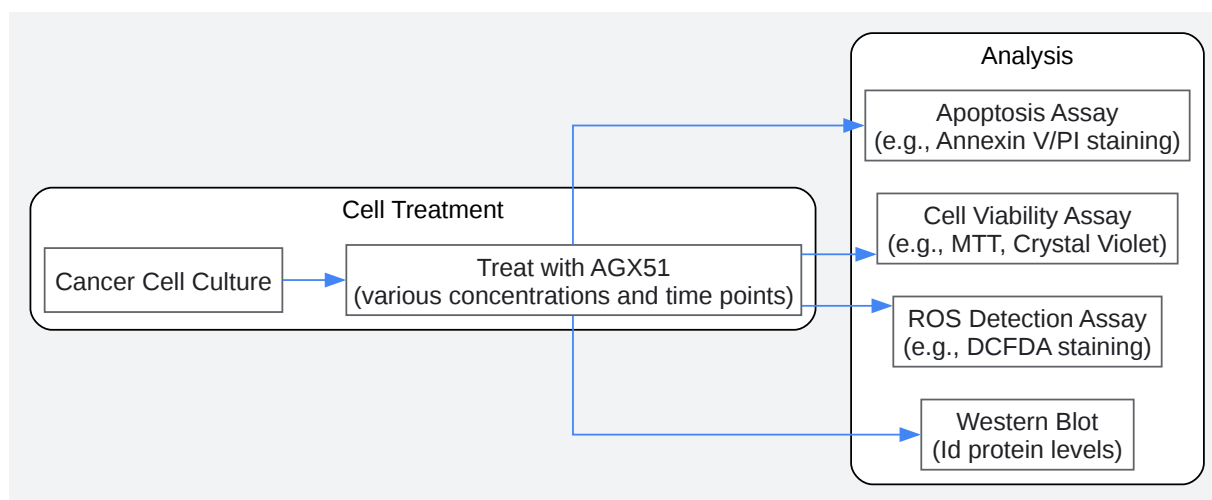 Cell Treatment
Cancer Cell Culture
Treat with AGX51
(various concentrations and time points)
Analysis
Apoptosis Assay
(e.g., Annexin V/PI staining)
Cell Viability Assay
(e.g., MTT, Crystal Violet)
ROS Detection Assay
(e.g., DCFDA staining)
Western Blot
(Id protein levels)